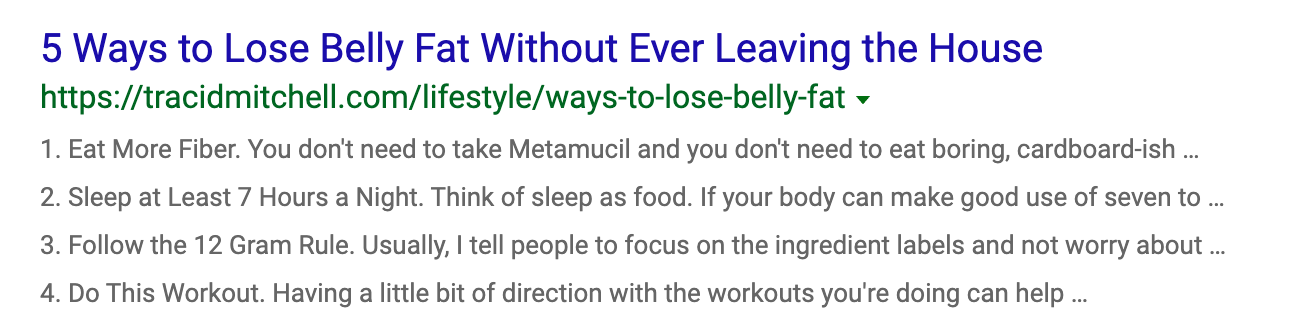 5 Ways to Lose Belly Fat Without Ever Leaving the House
https://tracidmitchell.com/lifestyle/ways-to-lose-belly-fat
1. Eat More Fiber. You don't need to take Metamucil and you don't need to eat boring, cardboard-ish ...
2. Sleep at Least 7 Hours a Night. Think of sleep as food. If your body can make good use of seven to ...
3. Follow the 12 Gram Rule. Usually, I tell people to focus on the ingredient labels and not worry about ...
4. Do This Workout. Having a little bit of direction with the workouts you're doing can help ...